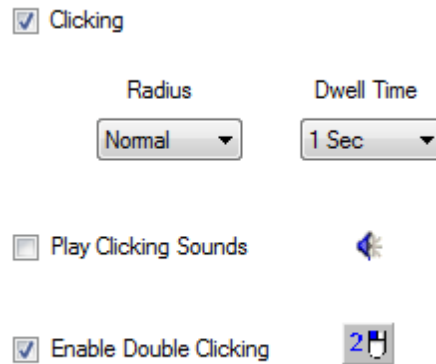 Clicking
Radius Dwell Time
Normal 1 Sec
Play Clicking Sounds
Enable Double Clicking 2